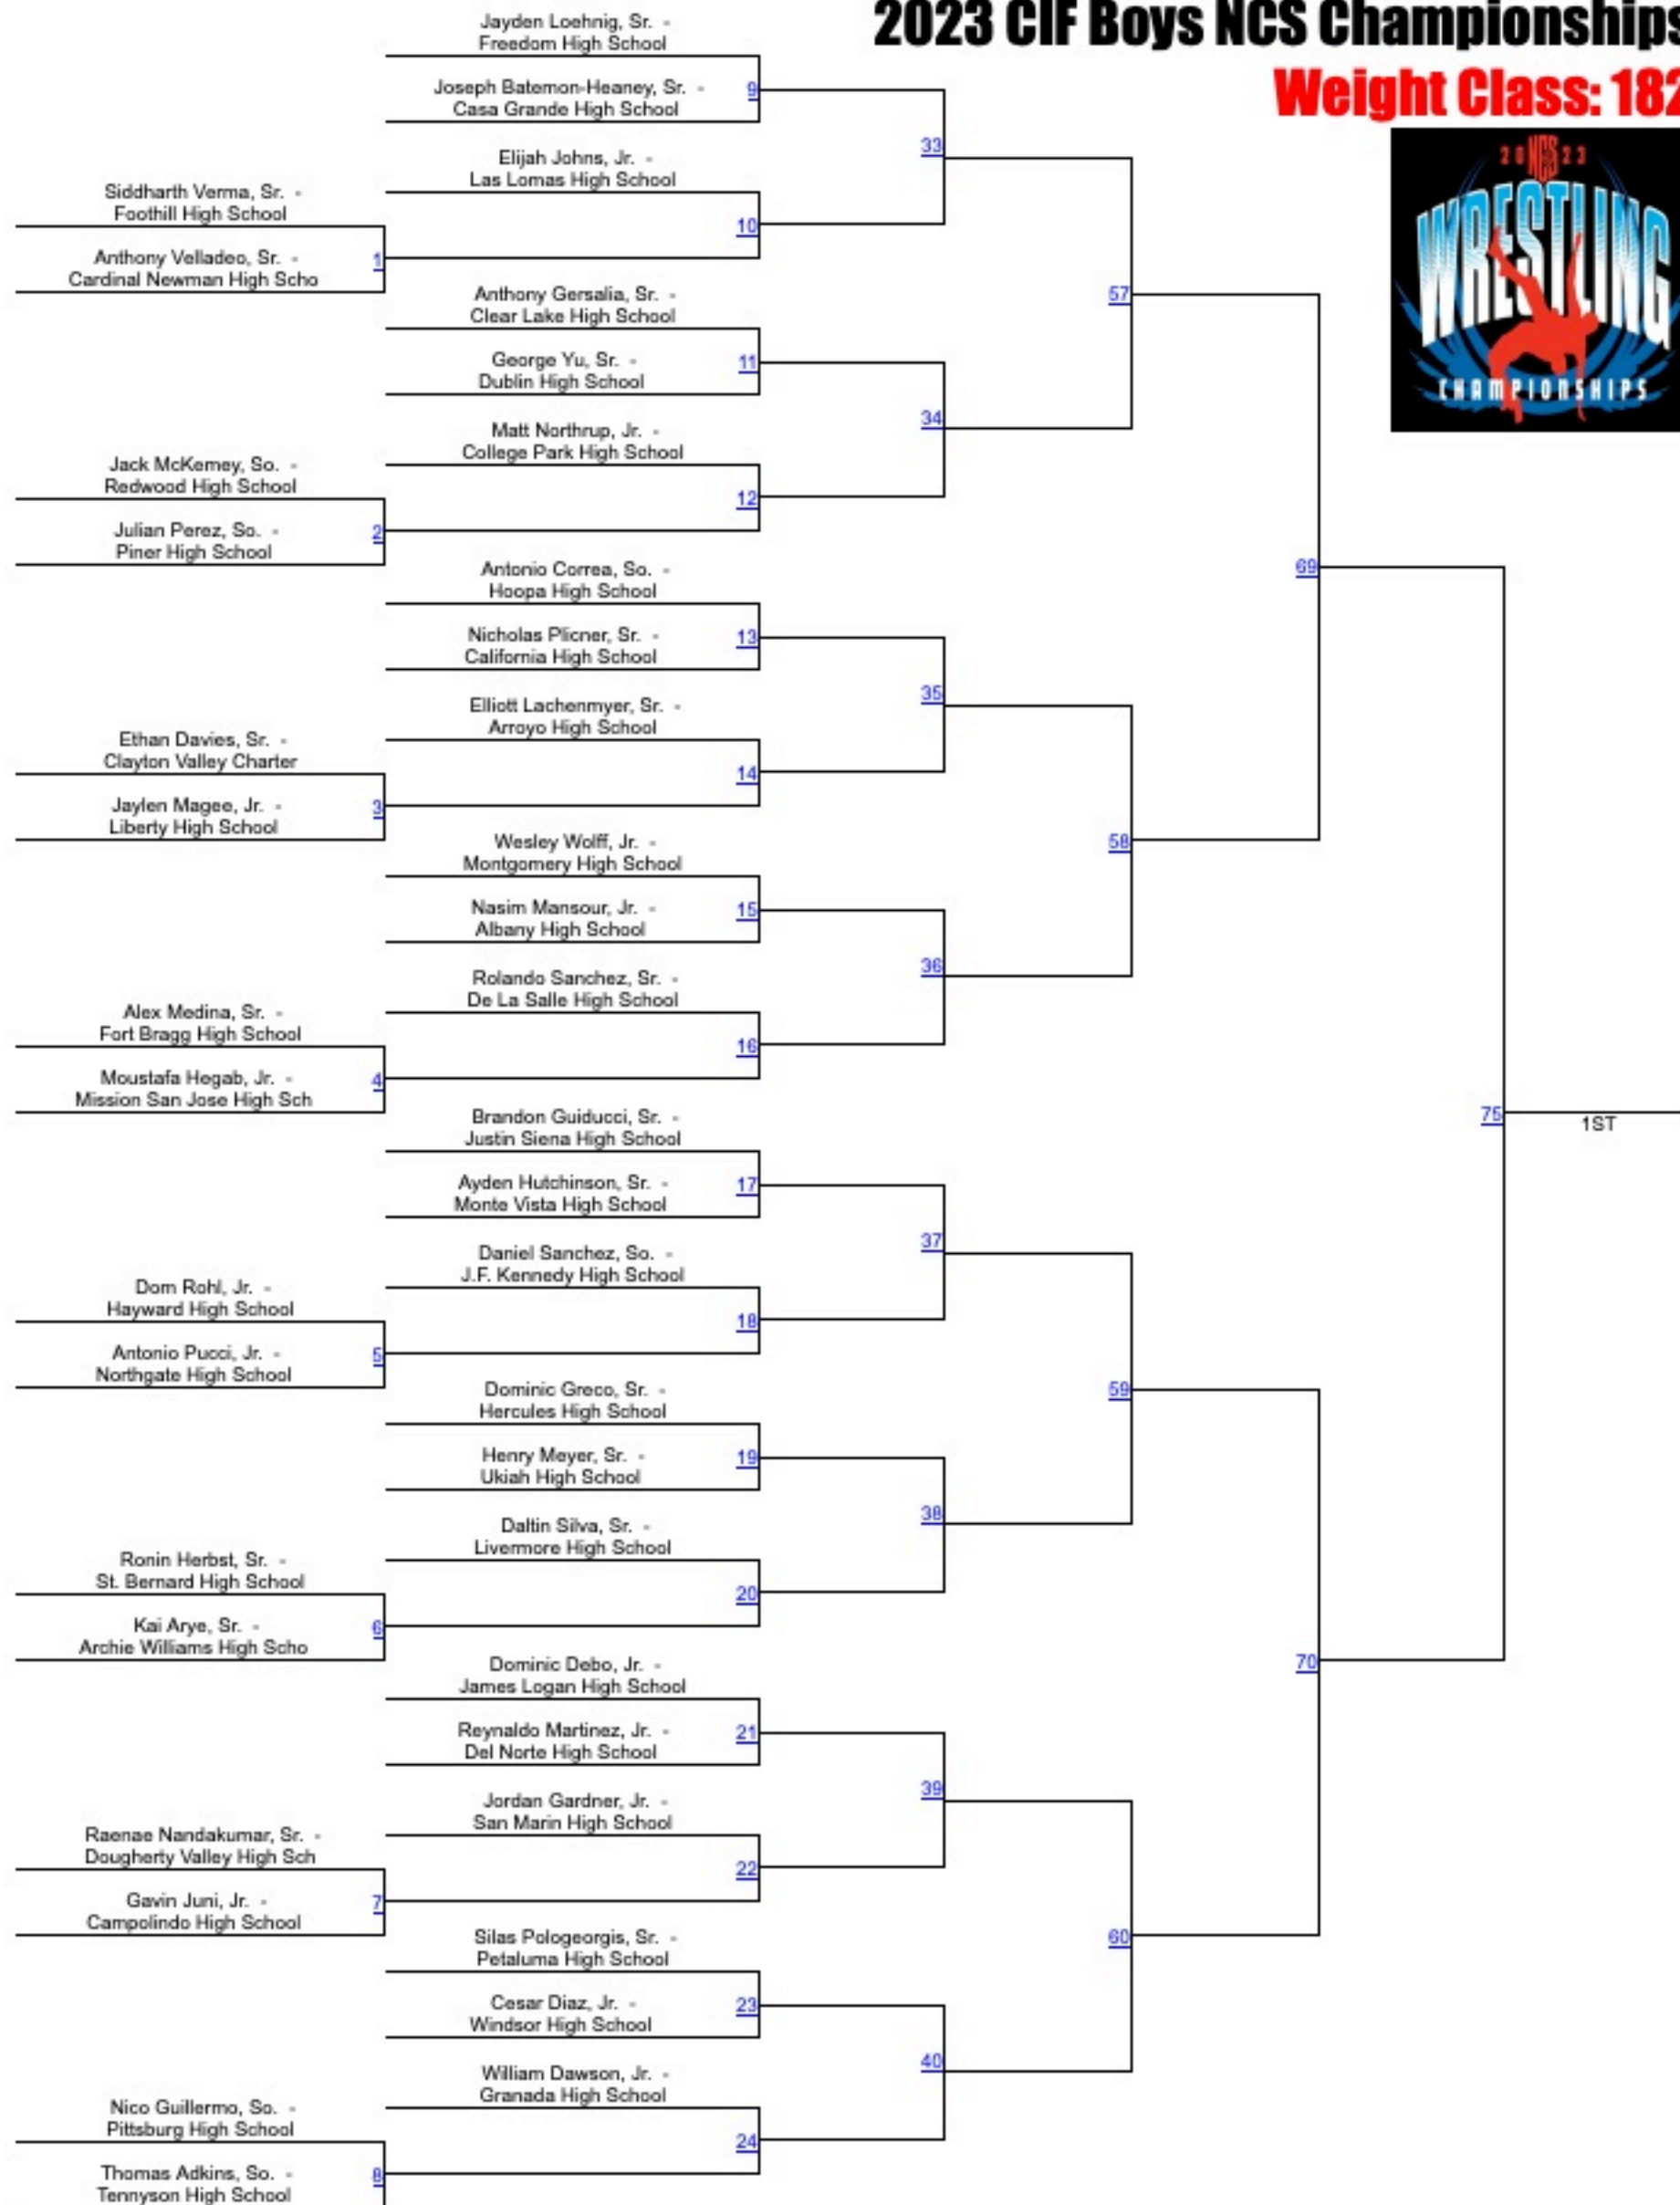 2023 CIF Boys NCS Championships
Weight Class: 182
20 NCS 23
WRESTLING
CHAMPIONSHIPS
Jayden Loehnig, Sr. -
Freedom High School
Joseph Batemon-Heaney, Sr. -
Casa Grande High School
9
33
Elijah Johns, Jr. -
Las Lomas High School
Siddharth Verma, Sr. -
Foothill High School
10
Anthony Velladeo, Sr. -
Cardinal Newman High Scho
1
Anthony Gersalia, Sr. -
Clear Lake High School
57
George Yu, Sr. -
Dublin High School
11
34
Matt Northrup, Jr. -
College Park High School
Jack McKemey, So. -
Redwood High School
12
Julian Perez, So. -
Piner High School
2
Antonio Correa, So. -
Hoopa High School
69
Nicholas Plicner, Sr. -
California High School
13
35
Elliott Lachenmyer, Sr. -
Arroyo High School
Ethan Davies, Sr. -
Clayton Valley Charter
14
Jaylen Magee, Jr. -
Liberty High School
3
Wesley Wolff, Jr. -
Montgomery High School
58
Nasim Mansour, Jr. -
Albany High School
15
36
Rolando Sanchez, Sr. -
De La Salle High School
Alex Medina, Sr. -
Fort Bragg High School
16
Moustafa Hegab, Jr. -
Mission San Jose High Sch
4
Brandon Guiducci, Sr. -
Justin Siena High School
75
1ST
Ayden Hutchinson, Sr. -
Monte Vista High School
17
37
Daniel Sanchez, So. -
J.F. Kennedy High School
Dom Rohl, Jr. -
Hayward High School
18
Antonio Pucci, Jr. -
Northgate High School
5
Dominic Greco, Sr. -
Hercules High School
59
Henry Meyer, Sr. -
Ukiah High School
19
38
Daltin Silva, Sr. -
Livermore High School
Ronin Herbst, Sr. -
St. Bernard High School
20
Kai Arye, Sr. -
Archie Williams High Scho
6
Dominic Debo, Jr. -
James Logan High School
70
Reynaldo Martinez, Jr. -
Del Norte High School
21
39
Jordan Gardner, Jr. -
San Marin High School
Raenae Nandakumar, Sr. -
Dougherty Valley High Sch
22
Gavin Juni, Jr. -
Campolindo High School
7
Silas Pologeorgis, Sr. -
Petaluma High School
60
Cesar Diaz, Jr. -
Windsor High School
23
40
William Dawson, Jr. -
Granada High School
Nico Guillermo, So. -
Pittsburg High School
24
Thomas Adkins, So. -
Tennyson High School
8